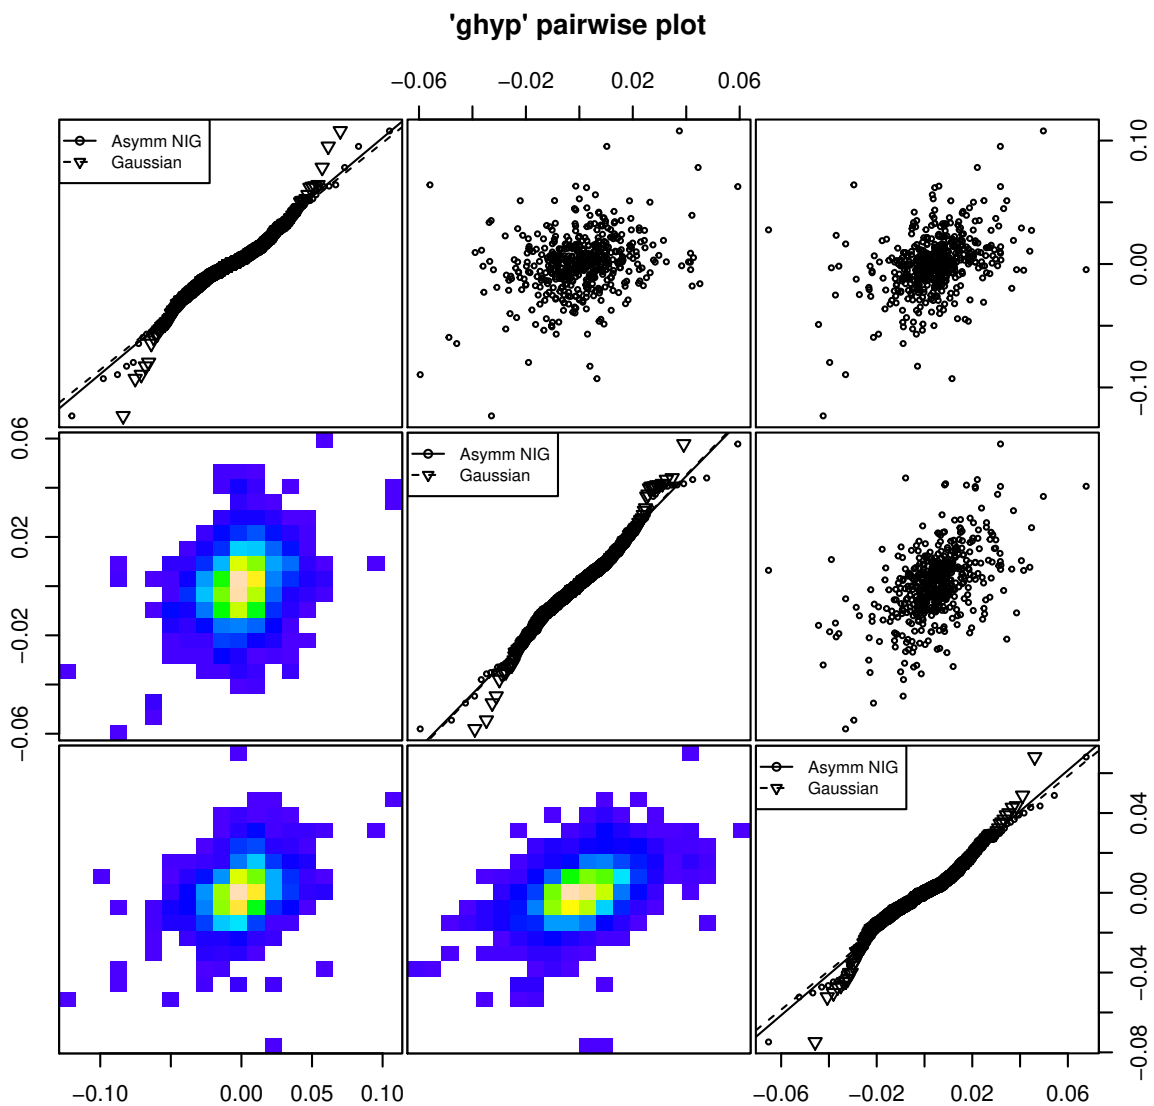 'ghyp' pairwise plot
−0.06 −0.02 0.02 0.06
Asymm NIG
Gaussian
0.10
0.00
−0.10
0.06
0.02
−0.02
−0.06
Asymm NIG
Gaussian
Asymm NIG
Gaussian
0.04
0.00
−0.04
−0.08
−0.10 0.00 0.05 0.10
−0.06 −0.02 0.02 0.06